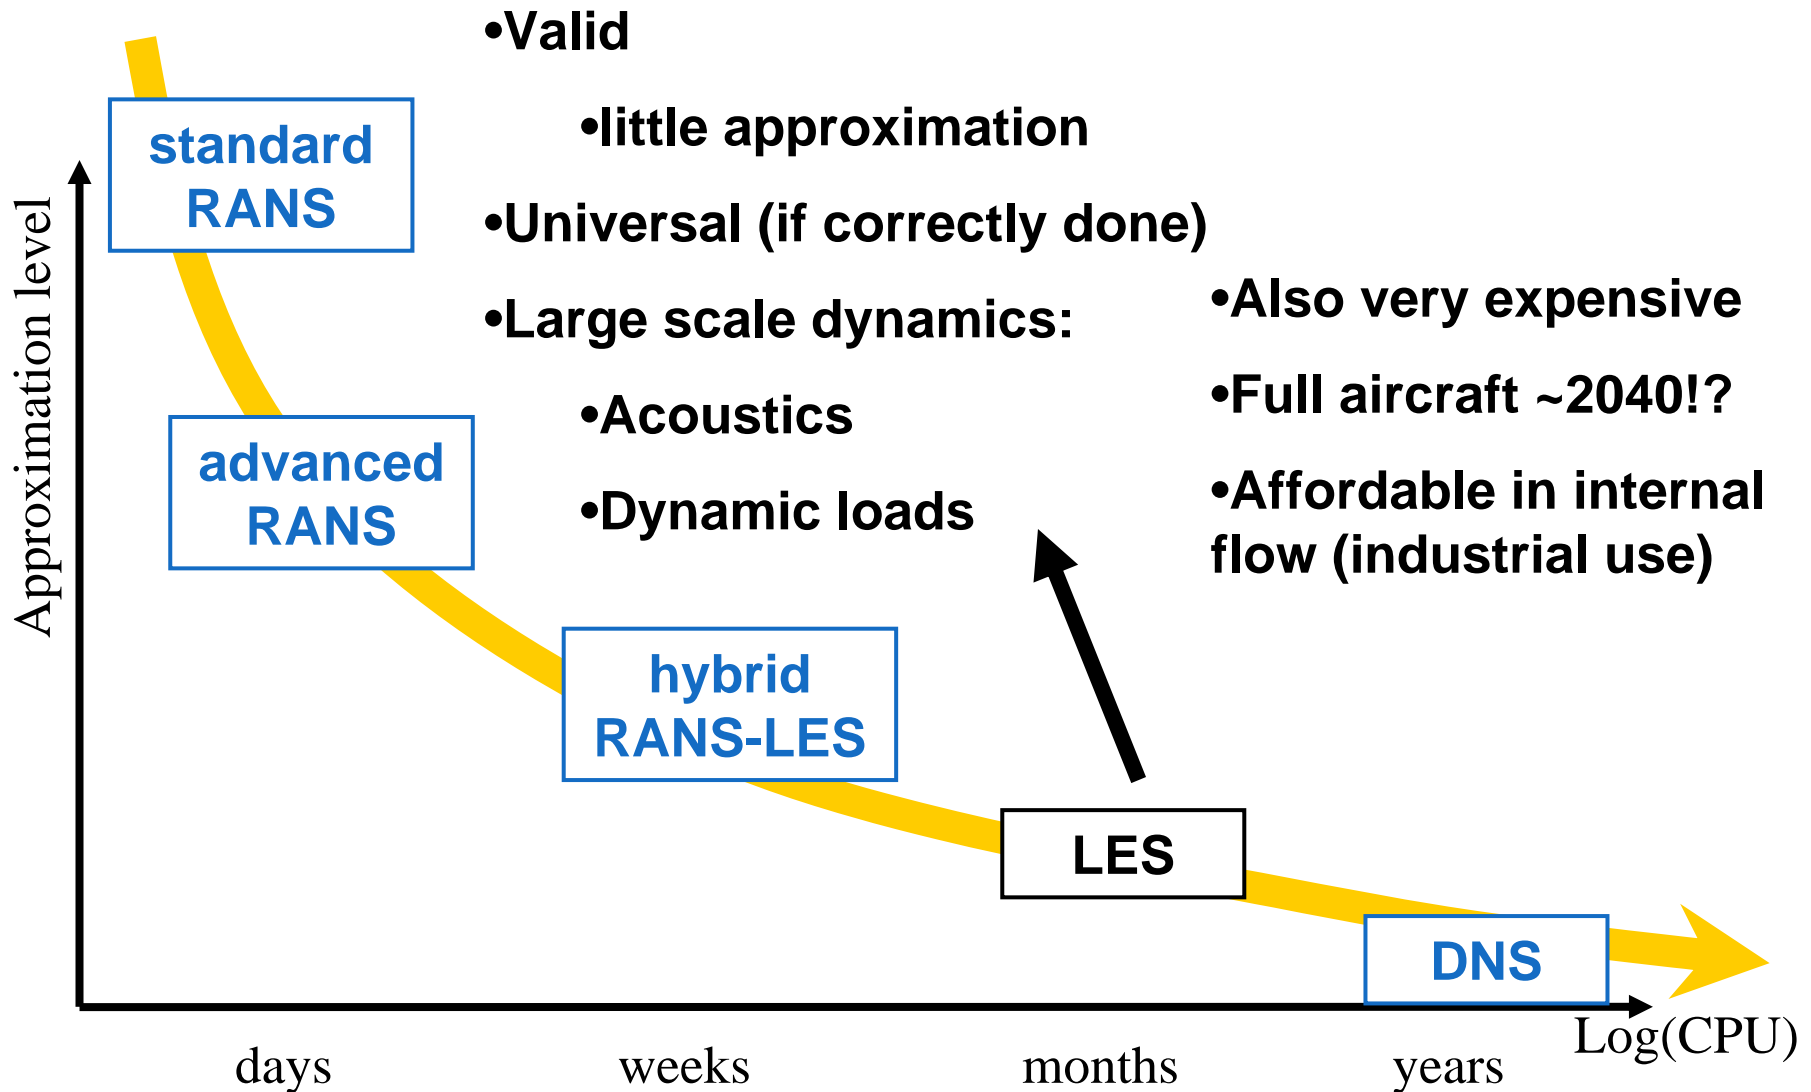 •Valid
•little approximation
•Universal (if correctly done)
•Large scale dynamics:
•Acoustics
•Dynamic loads
•Also very expensive
•Full aircraft ~2040!?
•Affordable in internal
flow (industrial use)
standard
RANS
advanced
RANS
hybrid
RANS-LES
LES
DNS
Approximation level
days
weeks
months
years
Log(CPU)